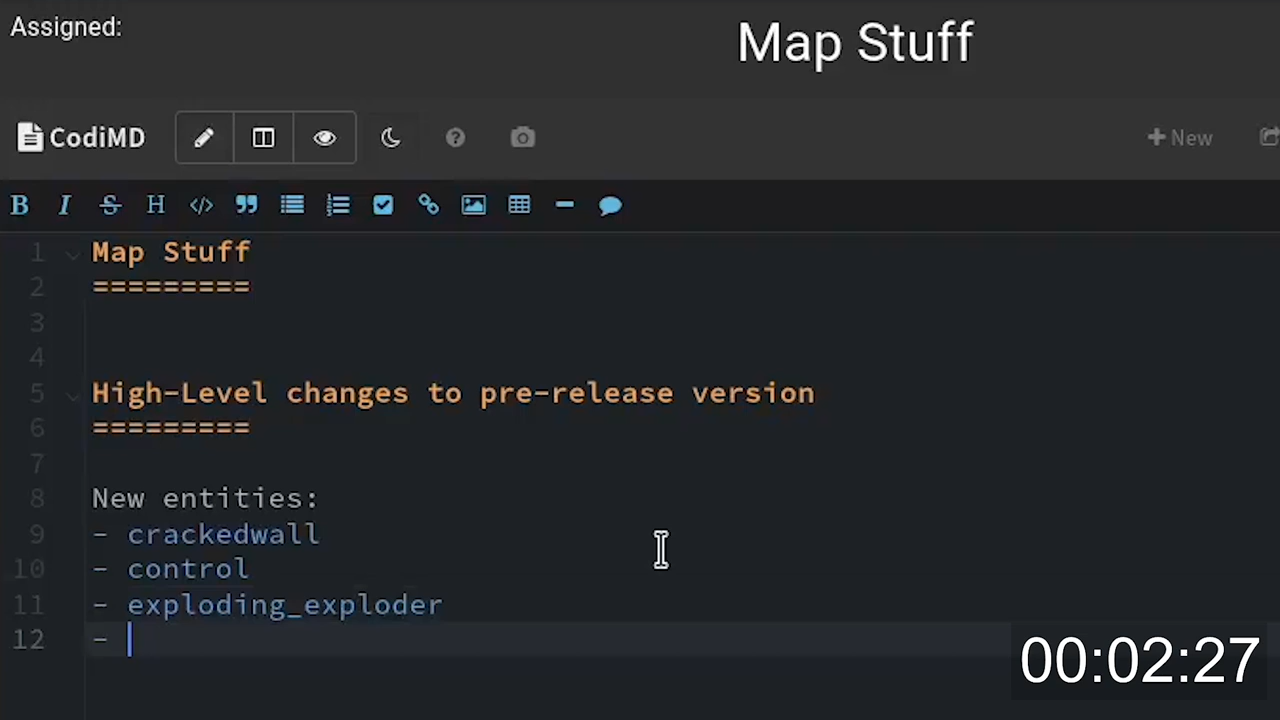 Assigned:
Map Stuff
CodiMD
+ New
B I S H </>
1 Map Stuff
2 =========
3
4
5 High-Level changes to pre-release version
6 =========
7
8 New entities:
9 - crackedwall
10 - control
11 - exploding_exploder
12 -
00:02:27